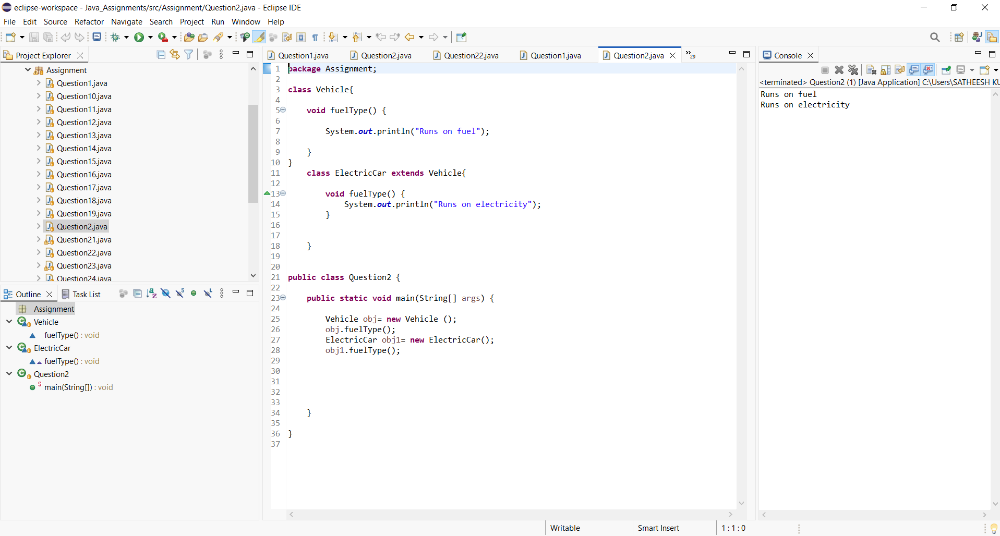 eclipse-workspace - Java_Assignments/src/Assignment/Question2.java - Eclipse IDE
File Edit Source Refactor Navigate Search Project Run Window Help
Project Explorer
Assignment
Question1.java
Question10.java
Question11.java
Question12.java
Question13.java
Question14.java
Question15.java
Question16.java
Question17.java
Question18.java
Question19.java
Question2.java
Question21.java
Question22.java
Question23.java
Question24.java
Outline Task List
Assignment
Vehicle
fuelType() : void
ElectricCar
fuelType() : void
Question2
main(String[]) : void
Question1.java Question2.java Question22.java Question1.java Question2.java »29
1 package Assignment;
2
3 class Vehicle{
4
5 void fuelType() {
6
7 System.out.println("Runs on fuel");
8
9 }
10 }
11 class ElectricCar extends Vehicle{
12
13 void fuelType() {
14 System.out.println("Runs on electricity");
15 }
16
17
18 }
19
20
21 public class Question2 {
22
23 public static void main(String[] args) {
24
25 Vehicle obj= new Vehicle ();
26 obj.fuelType();
27 ElectricCar obj1= new ElectricCar();
28 obj1.fuelType();
29
30
31
32
33
34 }
35
36 }
37
Console
<terminated> Question2 (1) [Java Application] C:\Users\SATHEESH KU
Runs on fuel
Runs on electricity
Writable Smart Insert 1 : 1 : 0